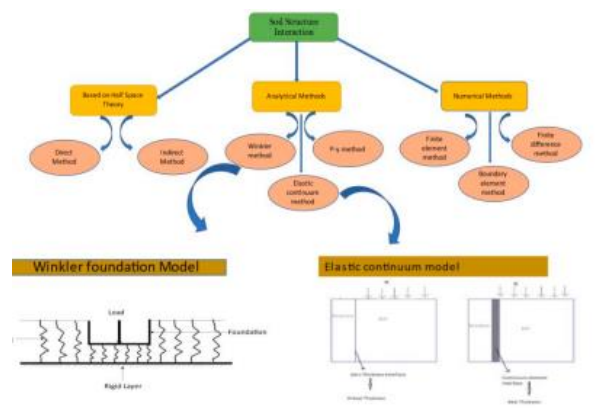 Soil Structure
Interaction
Based on Half Space
Theory
Analytical Methods
Numerical Methods
Direct
Method
Indirect
Method
Winkler
method
P-y method
Elastic
continuum
method
Finite
element
method
Boundary
element
method
Finite
difference
method
Winkler foundation Model
Elastic continuum model
Load
Foundation
Rigid Layer